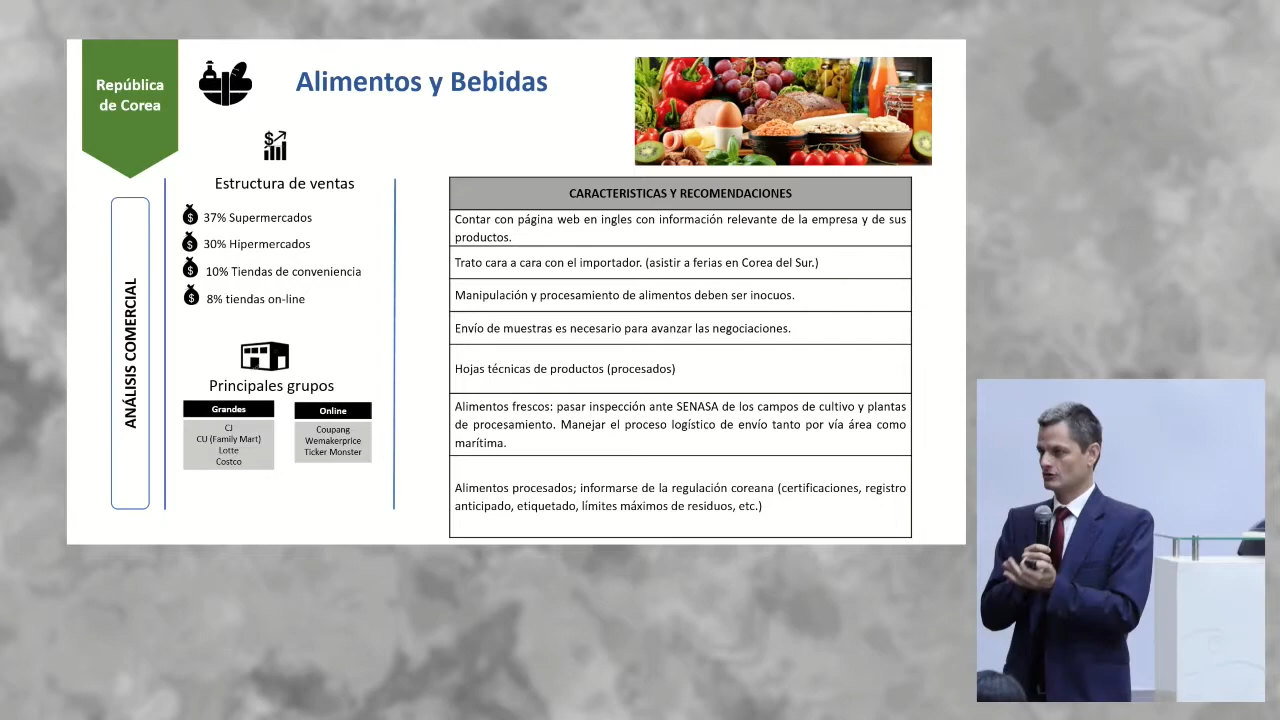 República
de Corea
Alimentos y Bebidas
Estructura de ventas
37% Supermercados
30% Hipermercados
10% Tiendas de conveniencia
8% tiendas on-line
ANÁLISIS COMERCIAL
Principales grupos
Grandes
CJ
CU (Family Mart)
Lotte
Costco
Online
Coupang
Wemakerprice
Ticker Monster
CARACTERISTICAS Y RECOMENDACIONES
Contar con página web en ingles con información relevante de la empresa y de sus
productos.
Trato cara a cara con el importador. (asistir a ferias en Corea del Sur.)
Manipulación y procesamiento de alimentos deben ser inocuos.
Envío de muestras es necesario para avanzar las negociaciones.
Hojas técnicas de productos (procesados)
Alimentos frescos: pasar inspección ante SENASA de los campos de cultivo y plantas
de procesamiento. Manejar el proceso logístico de envío tanto por vía área como
marítima.
Alimentos procesados; informarse de la regulación coreana (certificaciones, registro
anticipado, etiquetado, límites máximos de residuos, etc.)